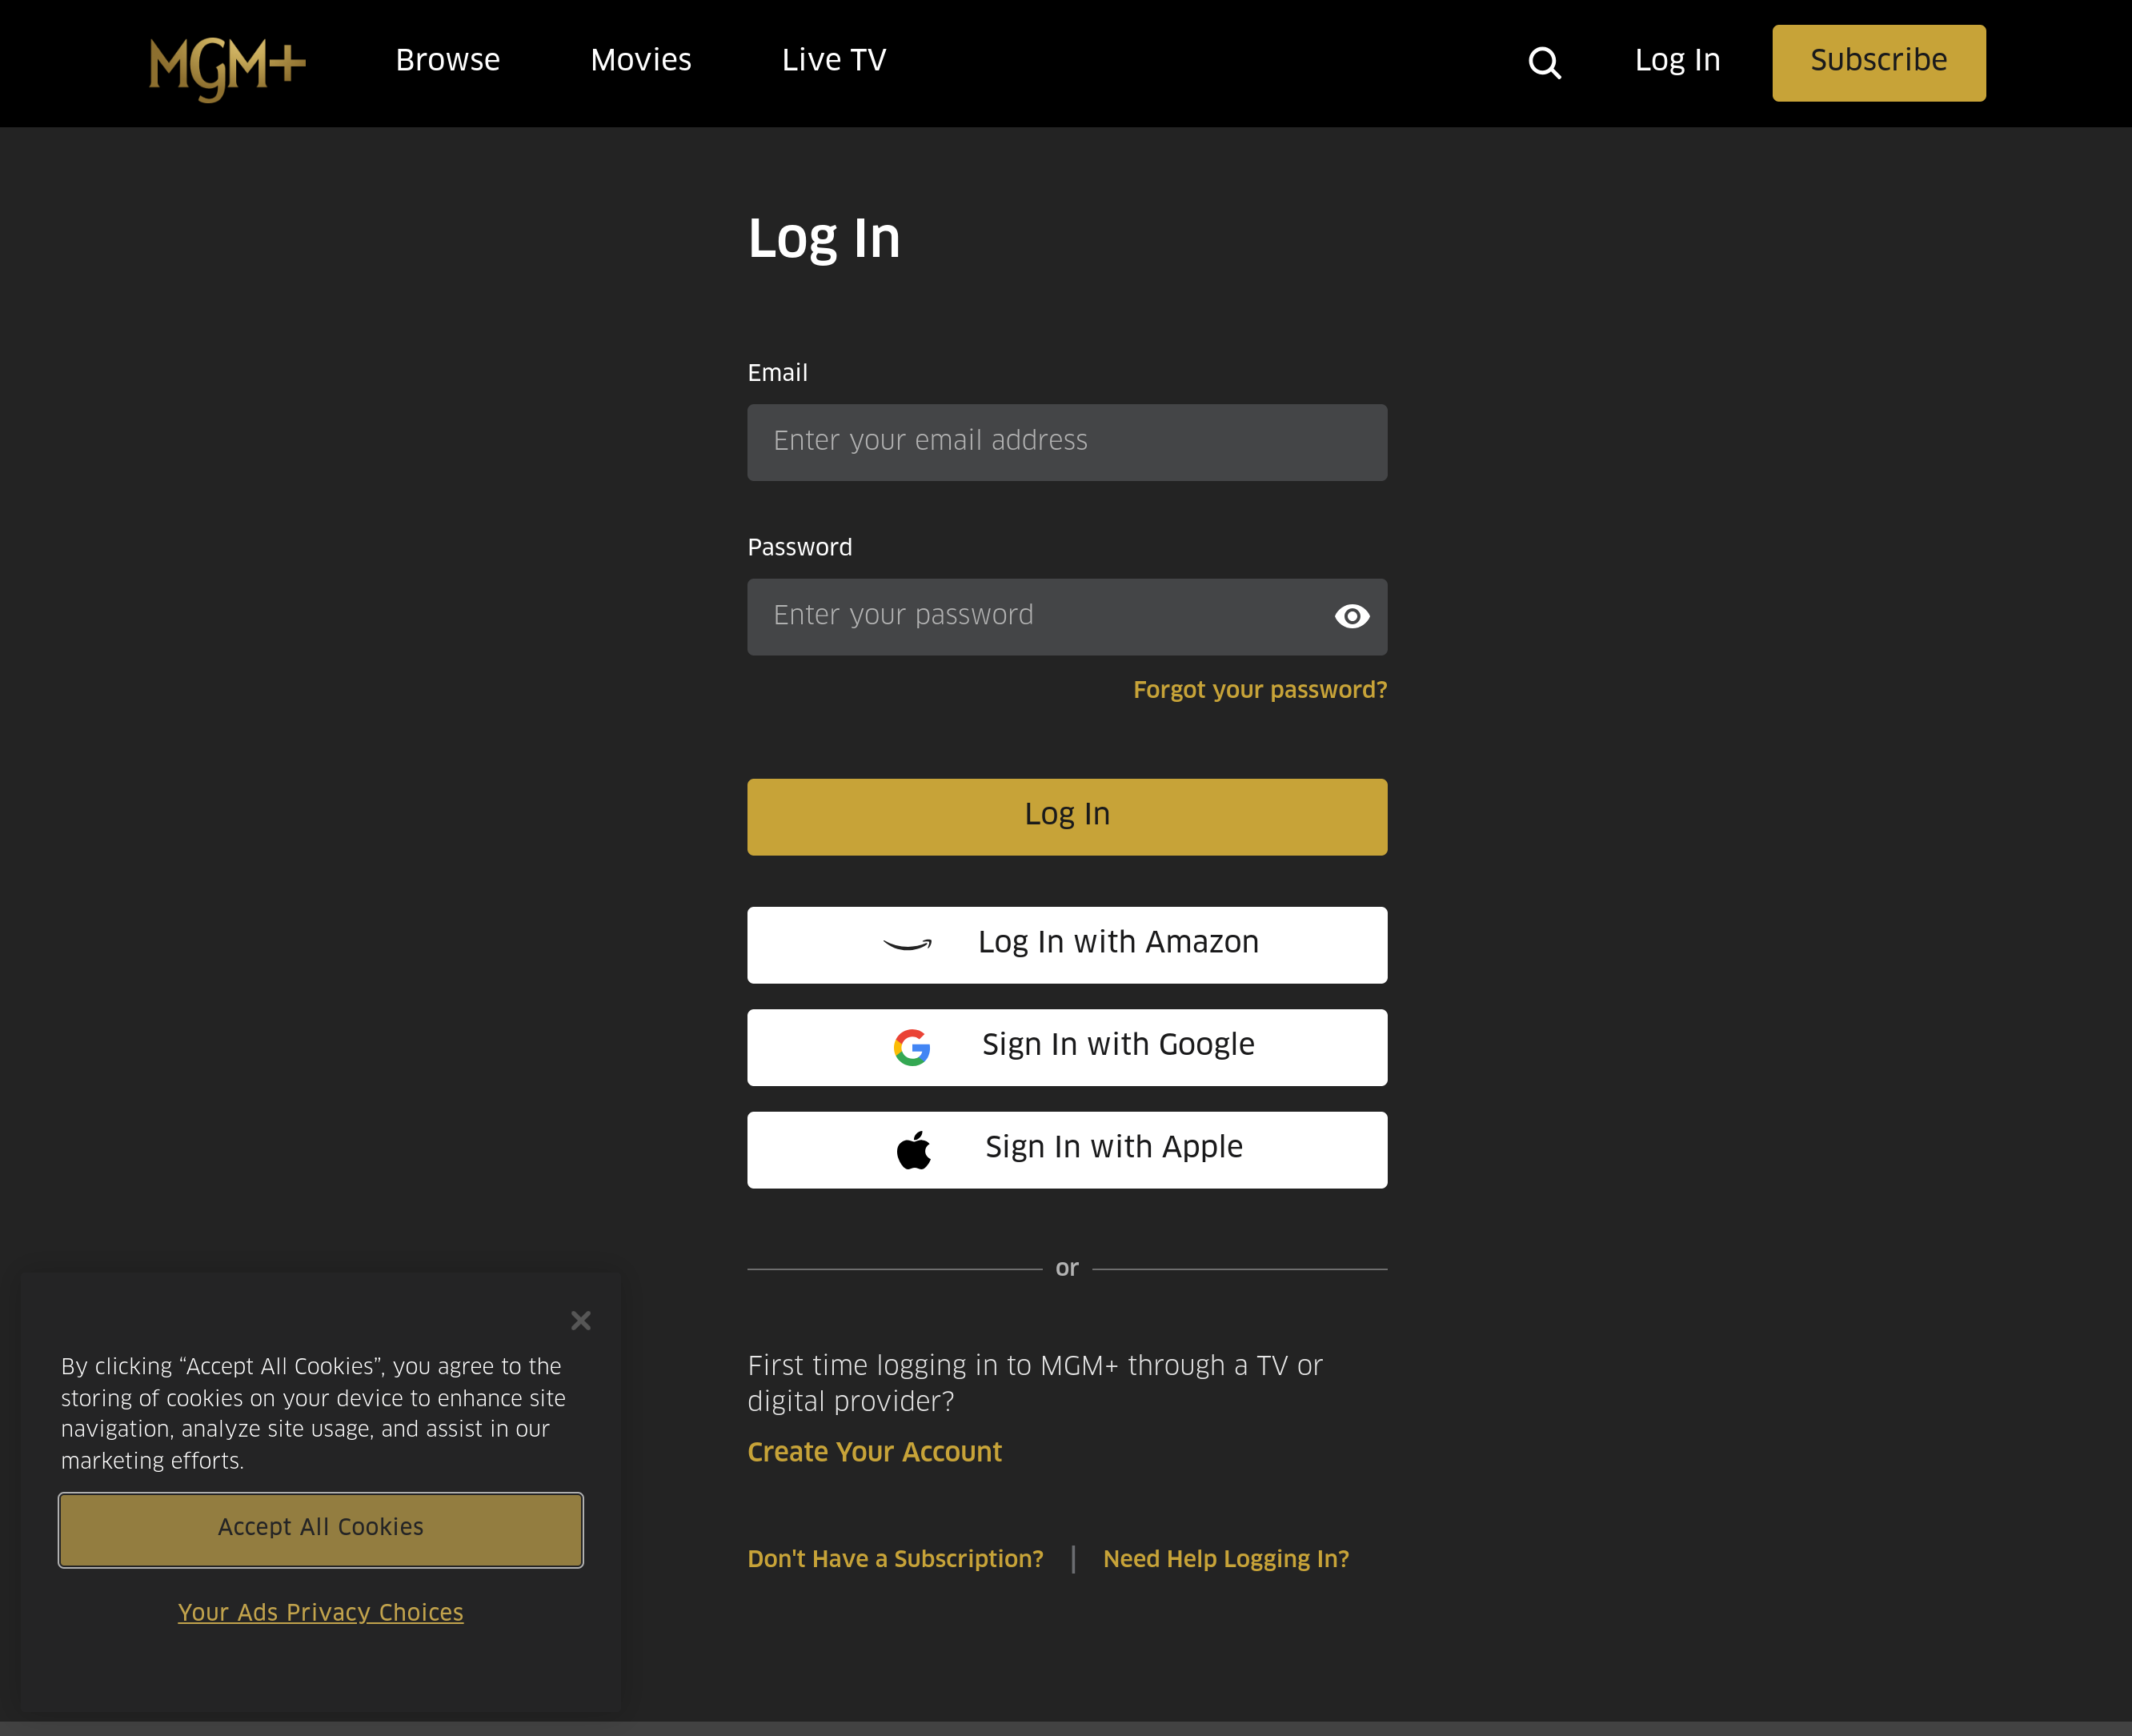 MGM+
Browse
Movies
Live TV
Log In
Subscribe
Log In
Email
Enter your email address
Password
Enter your password
Forgot your password?
Log In
Log In with Amazon
Sign In with Google
Sign In with Apple
or
First time logging in to MGM+ through a TV or
digital provider?
Create Your Account
Don't Have a Subscription?
Need Help Logging In?
By clicking “Accept All Cookies”, you agree to the
storing of cookies on your device to enhance site
navigation, analyze site usage, and assist in our
marketing efforts.
Accept All Cookies
Your Ads Privacy Choices